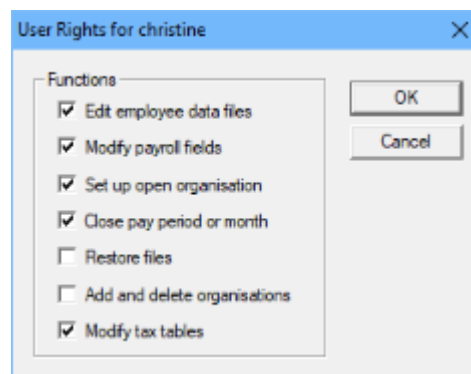 User Rights for christine
Functions
Edit employee data files
OK
Modify payroll fields
Cancel
Set up open organisation
Close pay period or month
Restore files
Add and delete organisations
Modify tax tables